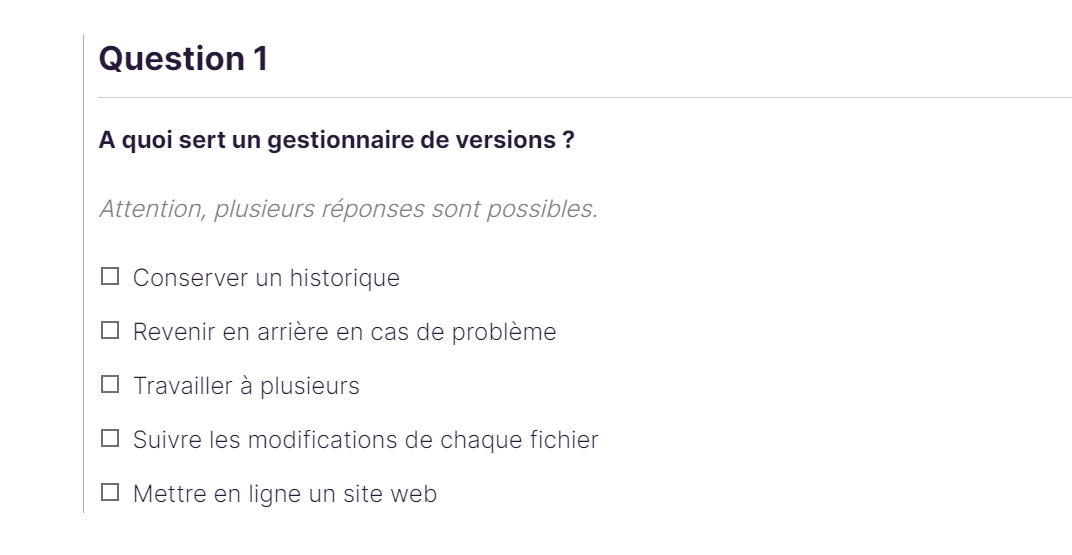 Question 1
A quoi sert un gestionnaire de versions ?
Attention, plusieurs réponses sont possibles.
Conserver un historique
Revenir en arrière en cas de problème
Travailler à plusieurs
Suivre les modifications de chaque fichier
Mettre en ligne un site web